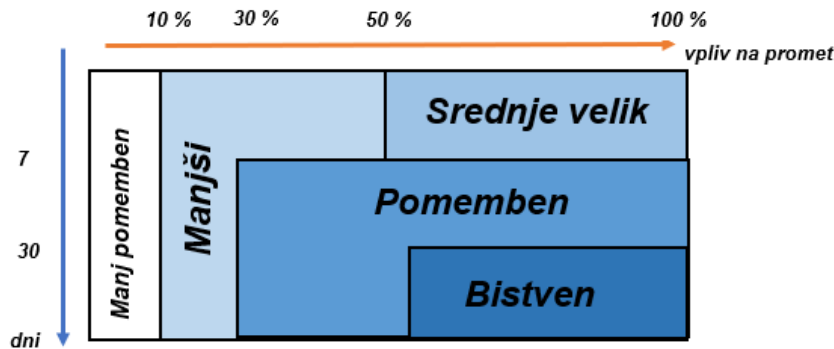 10 %
30 %
50 %
100 %
vpliv na promet
7
30
dni
Manj pomemben
Manjši
Srednje velik
Pomemben
Bistven